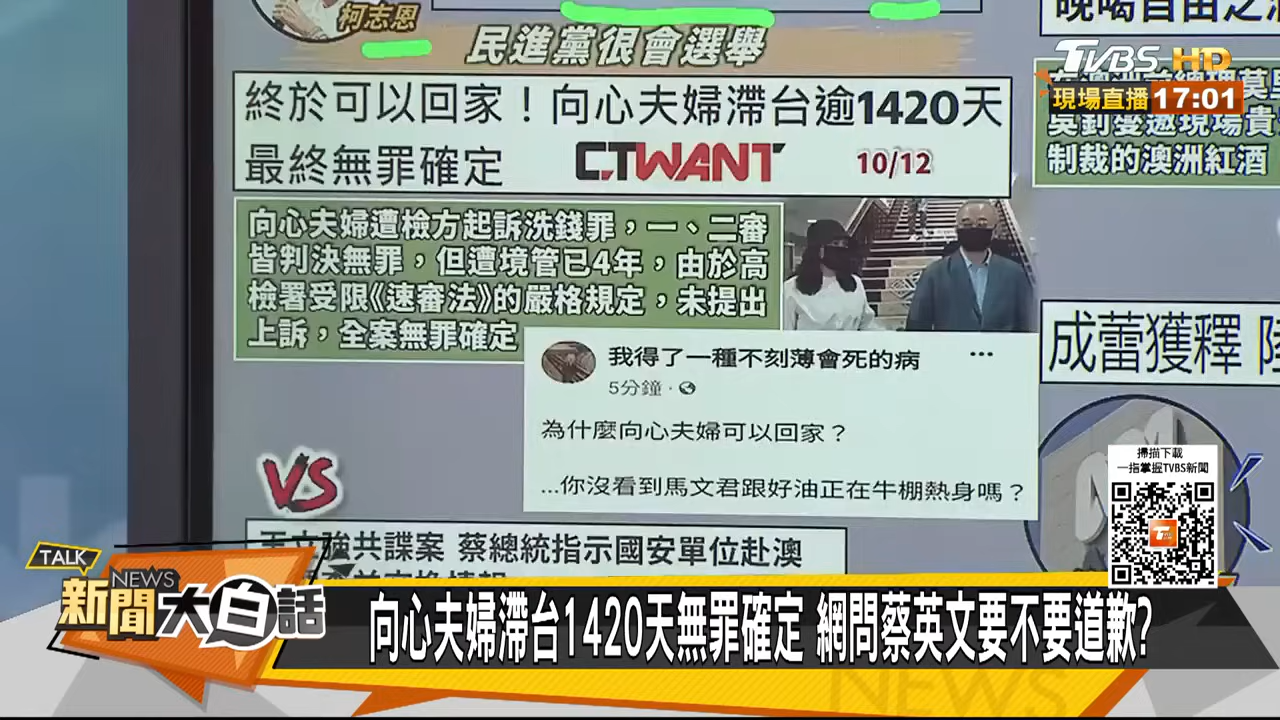 柯志恩
民進黨很會選舉
終於可以回家！向心夫婦滯台逾1420天
最終無罪確定
CTWANT
10/12
向心夫婦遭檢方起訴洗錢罪，一、二審
皆判決無罪，但遭境管已4年，由於高
檢署受限《速審法》的嚴格規定，未提出
上訴，全案無罪確定
我得了一種不刻薄會死的病
5分鐘
為什麼向心夫婦可以回家？
...你沒看到馬文君跟好油正在牛棚熱身嗎？
VS
共諜案 蔡總統指示國安單位赴澳
TVBS HD
現場直播 17:01
制裁的澳洲紅酒
成蕾獲釋
掃描下載
一指掌握TVBS新聞
TALK
NEWS
新聞大白話
向心夫婦滯台1420天無罪確定 網問蔡英文要不要道歉?
NEWS